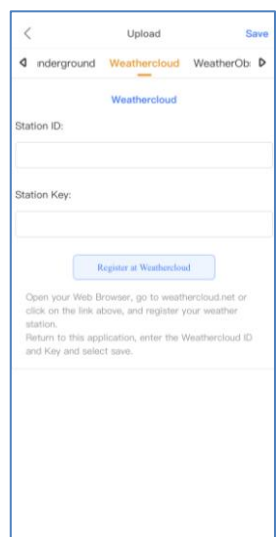 Upload Save
nderground Weathercloud WeatherOb
Weathercloud
Station ID:
Station Key:
Register at Weathercloud
Open your Web Browser, go to weathercloud.net or
click on the link above, and register your weather
station.
Return to this application, enter the Weathercloud ID
and Key and select save.